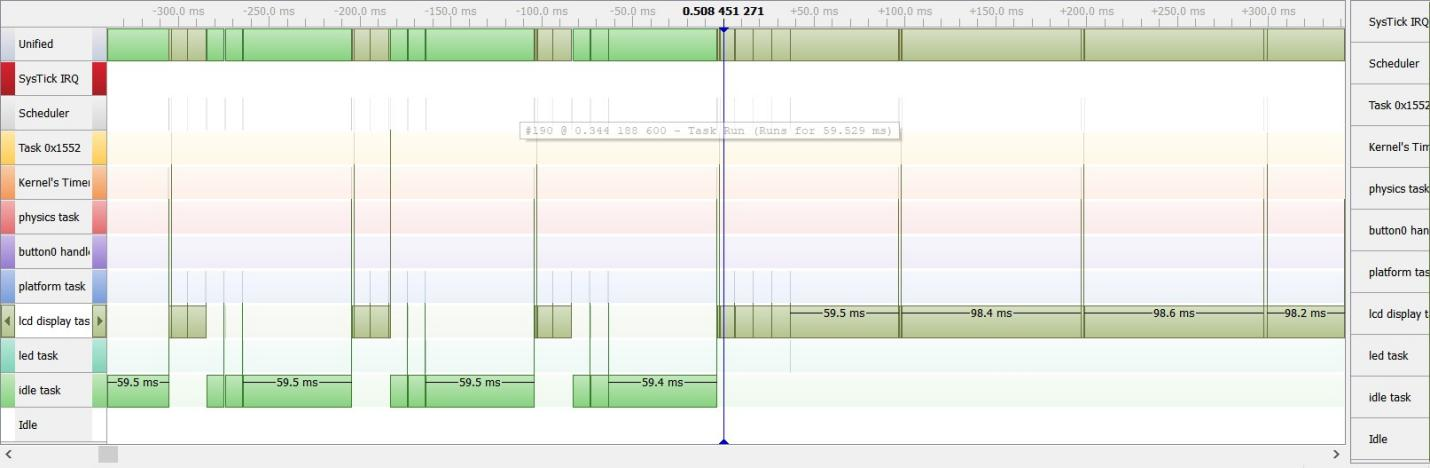 -300.0 ms -250.0 ms -200.0 ms -150.0 ms -100.0 ms -50.0 ms 0.508 451 271 +50.0 ms +100.0 ms +150.0 ms +200.0 ms +250.0 ms +300.0 ms
Unified
SysTick IRQ
Scheduler
#190 @ 0.344 188 600 - Task Run (Runs for 59.529 ms)
Task 0x1552
Kernel's Timer
physics task
button0 handle
platform task
lcd display tas 59.5 ms 98.4 ms 98.6 ms 98.2 ms
led task
idle task 59.5 ms 59.5 ms 59.5 ms 59.4 ms
Idle
SysTick IRQ
Scheduler
Task 0x1552
Kernel's Tim
physics task
button0 han
platform tas
lcd display t
led task
idle task
Idle